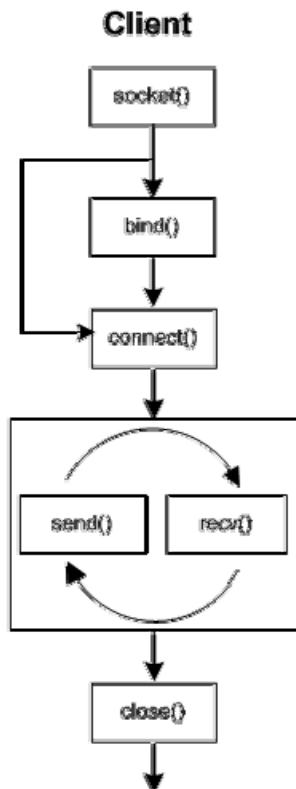 Client
socket()
bind()
connect()
send()
recv()
close()